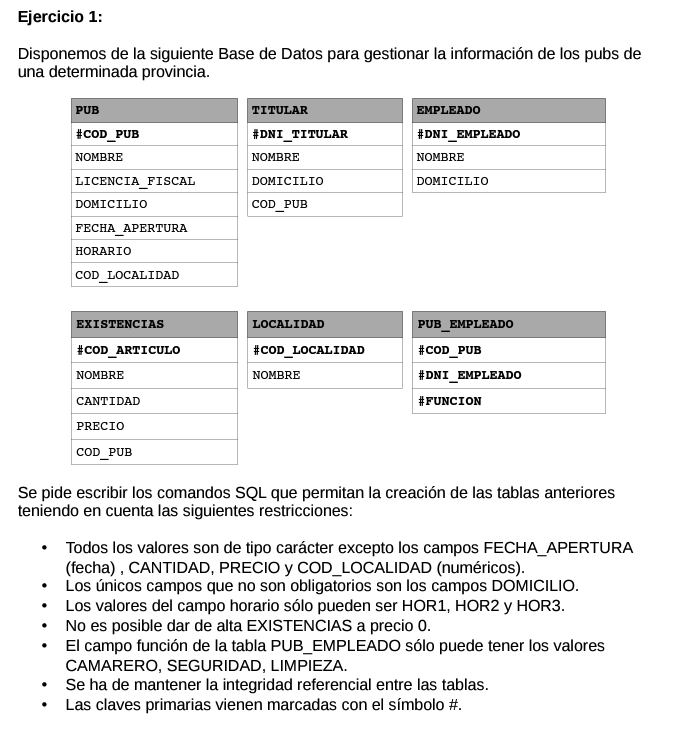 Ejercicio 1:
Disponemos de la siguiente Base de Datos para gestionar la información de los pubs de
una determinada provincia.
PUB
#COD_PUB
NOMBRE
LICENCIA_FISCAL
DOMICILIO
FECHA_APERTURA
HORARIO
COD_LOCALIDAD
TITULAR
#DNI_TITULAR
NOMBRE
DOMICILIO
COD_PUB
EMPLEADO
#DNI_EMPLEADO
NOMBRE
DOMICILIO
EXISTENCIAS
#COD_ARTICULO
NOMBRE
CANTIDAD
PRECIO
COD_PUB
LOCALIDAD
#COD_LOCALIDAD
NOMBRE
PUB_EMPLEADO
#COD_PUB
#DNI_EMPLEADO
#FUNCION
Se pide escribir los comandos SQL que permitan la creación de las tablas anteriores
teniendo en cuenta las siguientes restricciones:
• Todos los valores son de tipo carácter excepto los campos FECHA_APERTURA
(fecha) , CANTIDAD, PRECIO y COD_LOCALIDAD (numéricos).
• Los únicos campos que no son obligatorios son los campos DOMICILIO.
• Los valores del campo horario sólo pueden ser HOR1, HOR2 y HOR3.
• No es posible dar de alta EXISTENCIAS a precio 0.
• El campo función de la tabla PUB_EMPLEADO sólo puede tener los valores
CAMARERO, SEGURIDAD, LIMPIEZA.
• Se ha de mantener la integridad referencial entre las tablas.
• Las claves primarias vienen marcadas con el símbolo #.